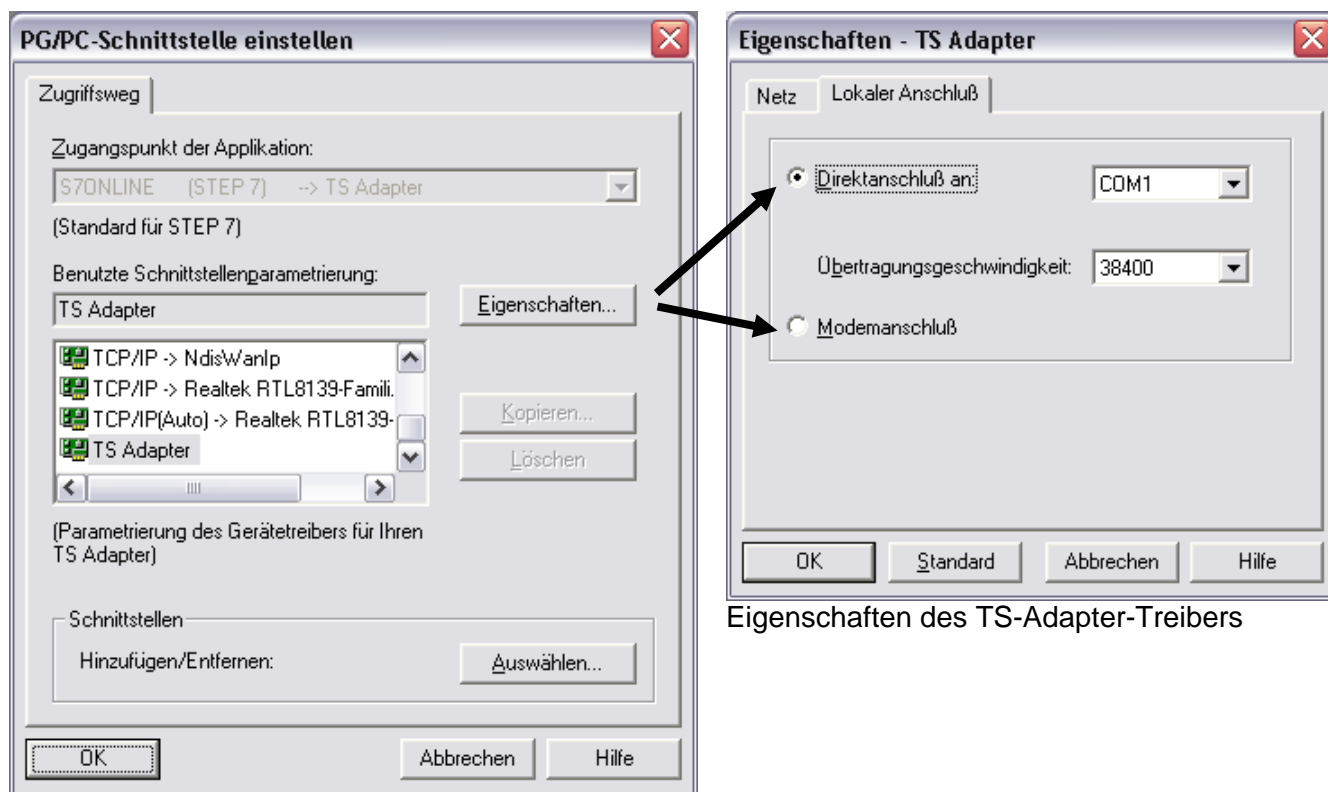 PG/PC-Schnittstelle einstellen
Zugriffsweg
Zugangspunkt der Applikation:
S7ONLINE (STEP 7) --> TS Adapter
(Standard für STEP 7)
Benutzte Schnittstellenparametrierung:
TS Adapter
Eigenschaften...
TCP/IP -> NdisWanIp
TCP/IP -> Realtek RTL8139-Famili.
TCP/IP(Auto) -> Realtek RTL8139-
TS Adapter
Kopieren...
Löschen
(Parametrierung des Gerätetreibers für Ihren
TS Adapter)
Schnittstellen
Hinzufügen/Entfernen:
Auswählen...
OK
Abbrechen
Hilfe
Eigenschaften - TS Adapter
Netz
Lokaler Anschluß
Direktanschluß an:
COM1
Übertragungsgeschwindigkeit:
38400
Modemanschluß
OK
Standard
Abbrechen
Hilfe
Eigenschaften des TS-Adapter-Treibers